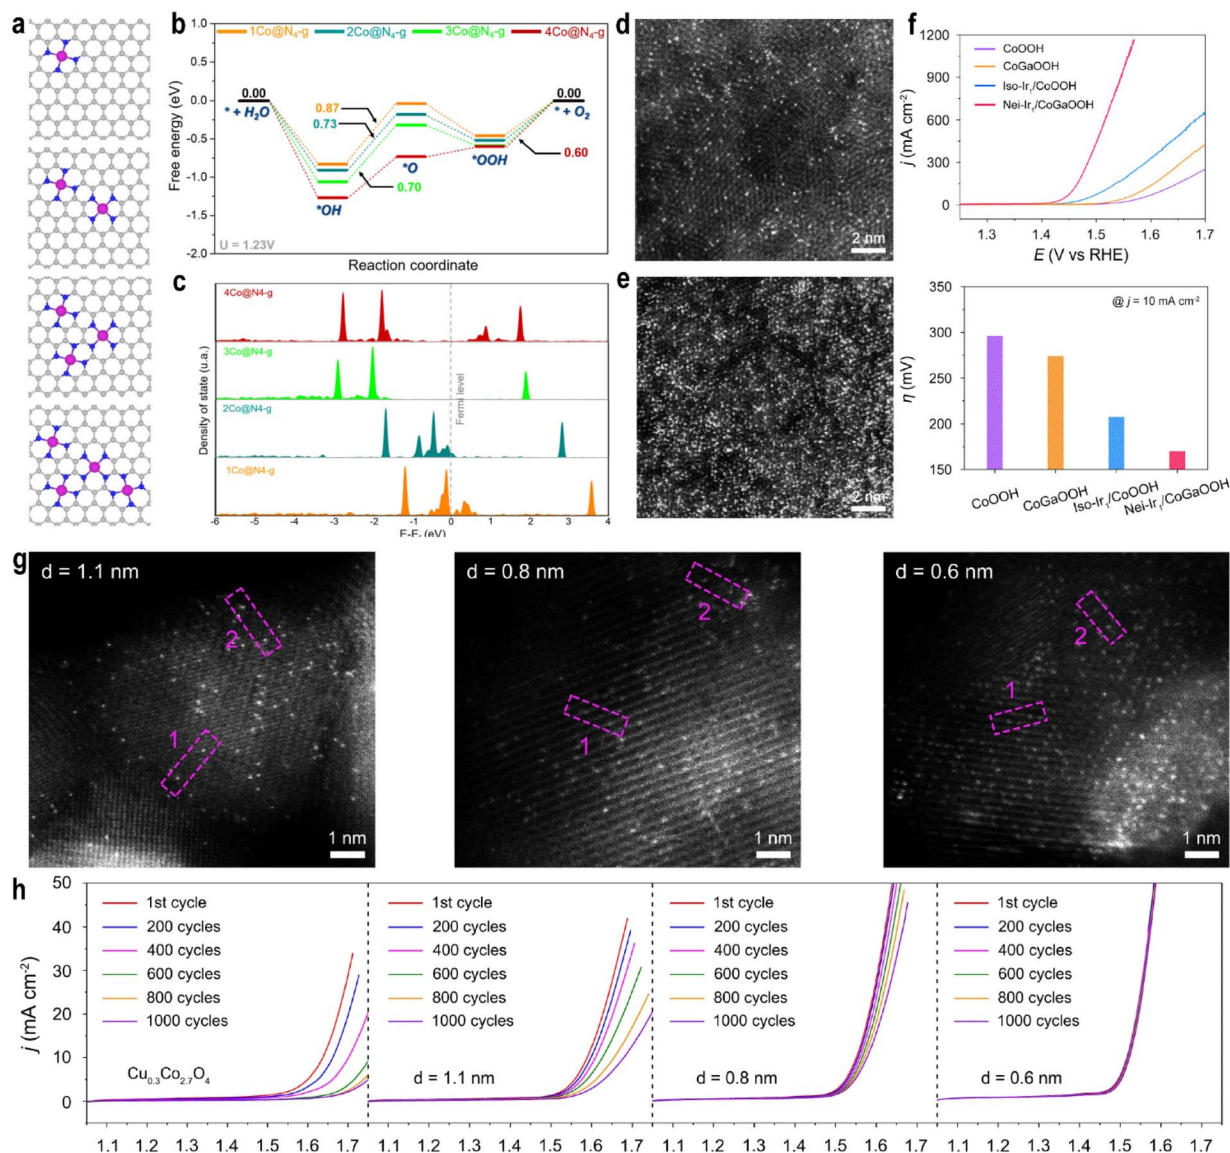 a
b
1Co@N₄-g 2Co@N₄-g 3Co@N₄-g 4Co@N₄-g
Free energy (eV)
1.0
0.5
0.0
-0.5
-1.0
-1.5
-2.0
0.00
* + H₂O
0.87
0.73
0.70
*OH
*O
*OOH
0.00
* + O₂
0.60
U = 1.23V
Reaction coordinate
c
Density of state (u.a.)
4Co@N4-g
3Co@N4-g
2Co@N4-g
1Co@N4-g
Fermi level
-6 -5 -4 -3 -2 -1 0 1 2 3 4
d
2 nm
e
2 nm
f
j (mA cm⁻²)
1200
900
600
300
0
CoOOH
CoGaOOH
Iso-Ir₁/CoOOH
Nei-Ir₁/CoGaOOH
1.3 1.4 1.5 1.6 1.7
E (V vs RHE)
η (mV)
350
300
250
200
150
@ j = 10 mA cm⁻²
CoOOH CoGaOOH Iso-Ir₁/CoOOH Nei-Ir₁/CoGaOOH
g
d = 1.1 nm
2
1
1 nm
d = 0.8 nm
2
1
1 nm
d = 0.6 nm
2
1
1 nm
h
j (mA cm⁻²)
50
40
30
20
10
0
1st cycle
200 cycles
400 cycles
600 cycles
800 cycles
1000 cycles
Cu₀.₃Co₂.₇O₄
1.1 1.2 1.3 1.4 1.5 1.6 1.7
1st cycle
200 cycles
400 cycles
600 cycles
800 cycles
1000 cycles
d = 1.1 nm
1.1 1.2 1.3 1.4 1.5 1.6 1.7
1st cycle
200 cycles
400 cycles
600 cycles
800 cycles
1000 cycles
d = 0.8 nm
1.1 1.2 1.3 1.4 1.5 1.6 1.7
1st cycle
200 cycles
400 cycles
600 cycles
800 cycles
1000 cycles
d = 0.6 nm
1.1 1.2 1.3 1.4 1.5 1.6 1.7